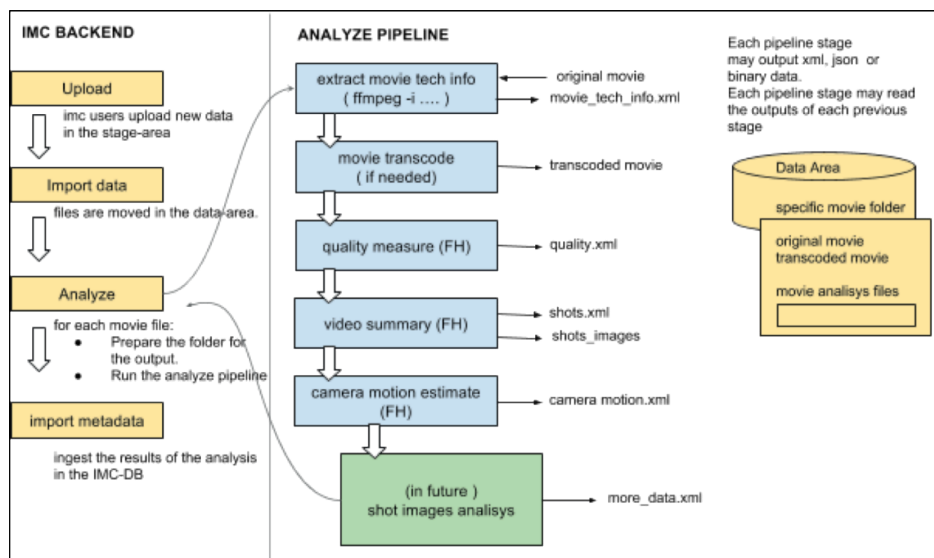 IMC BACKEND
Upload
imc users upload new data
in the stage-area
Import data
files are moved in the data-area.
Analyze
for each movie file:
● Prepare the folder for
the output.
● Run the analyze pipeline
import metadata
ingest the results of the analysis
in the IMC-DB
ANALYZE PIPELINE
extract movie tech info
( ffmpeg -i .... )
original movie
movie_tech_info.xml
movie transcode
( if needed)
transcoded movie
quality measure (FH)
quality.xml
video summary (FH)
shots.xml
shots_images
camera motion estimate
(FH)
camera motion.xml
(in future )
shot images analisys
more_data.xml
Each pipeline stage
may output xml, json or
binary data.
Each pipeline stage may read
the outputs of each previous
stage
Data Area
specific movie folder
original movie
transcoded movie
movie analisys files